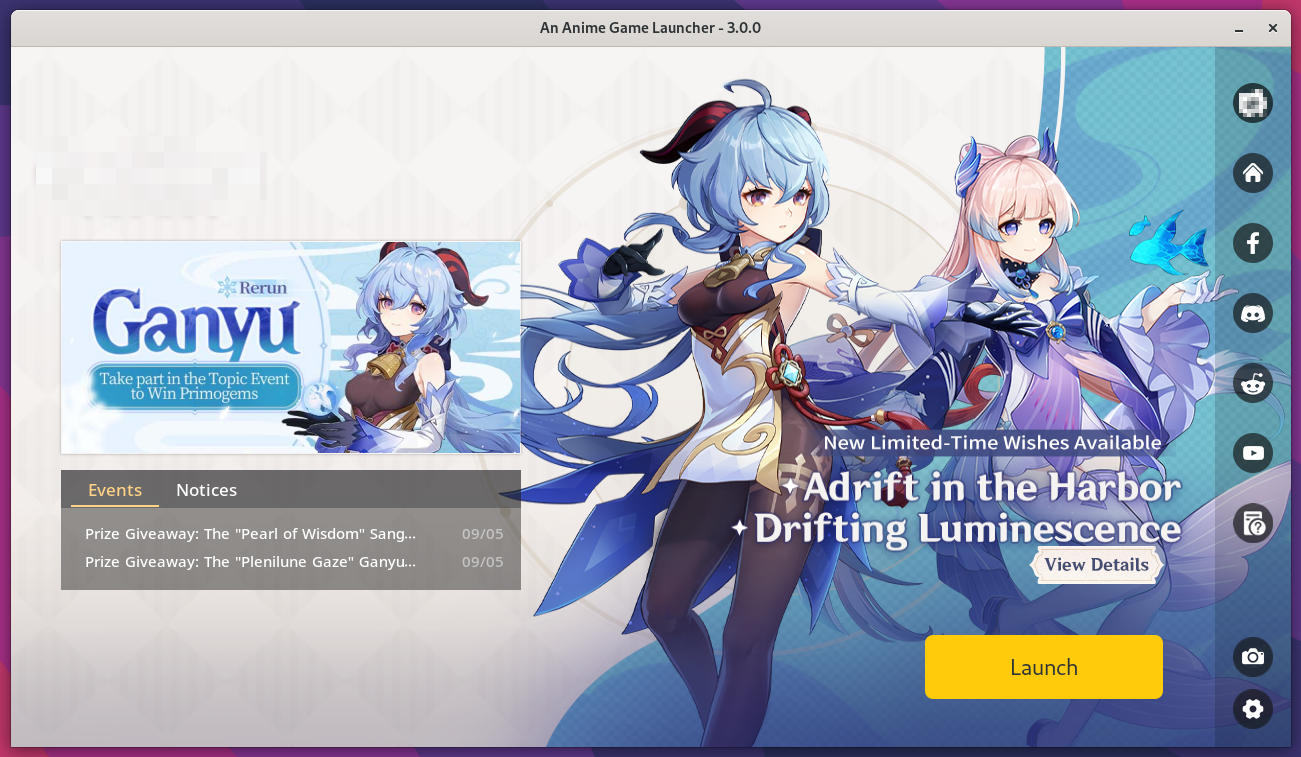 An Anime Game Launcher - 3.0.0
Rerun
Ganyu
Take part in the Topic Event
to Win Primogems
Events Notices
Prize Giveaway: The "Pearl of Wisdom" Sang... 09/05
Prize Giveaway: The "Plenilune Gaze" Ganyu... 09/05
New Limited-Time Wishes Available
Adrift in the Harbor
Drifting Luminescence
View Details
Launch